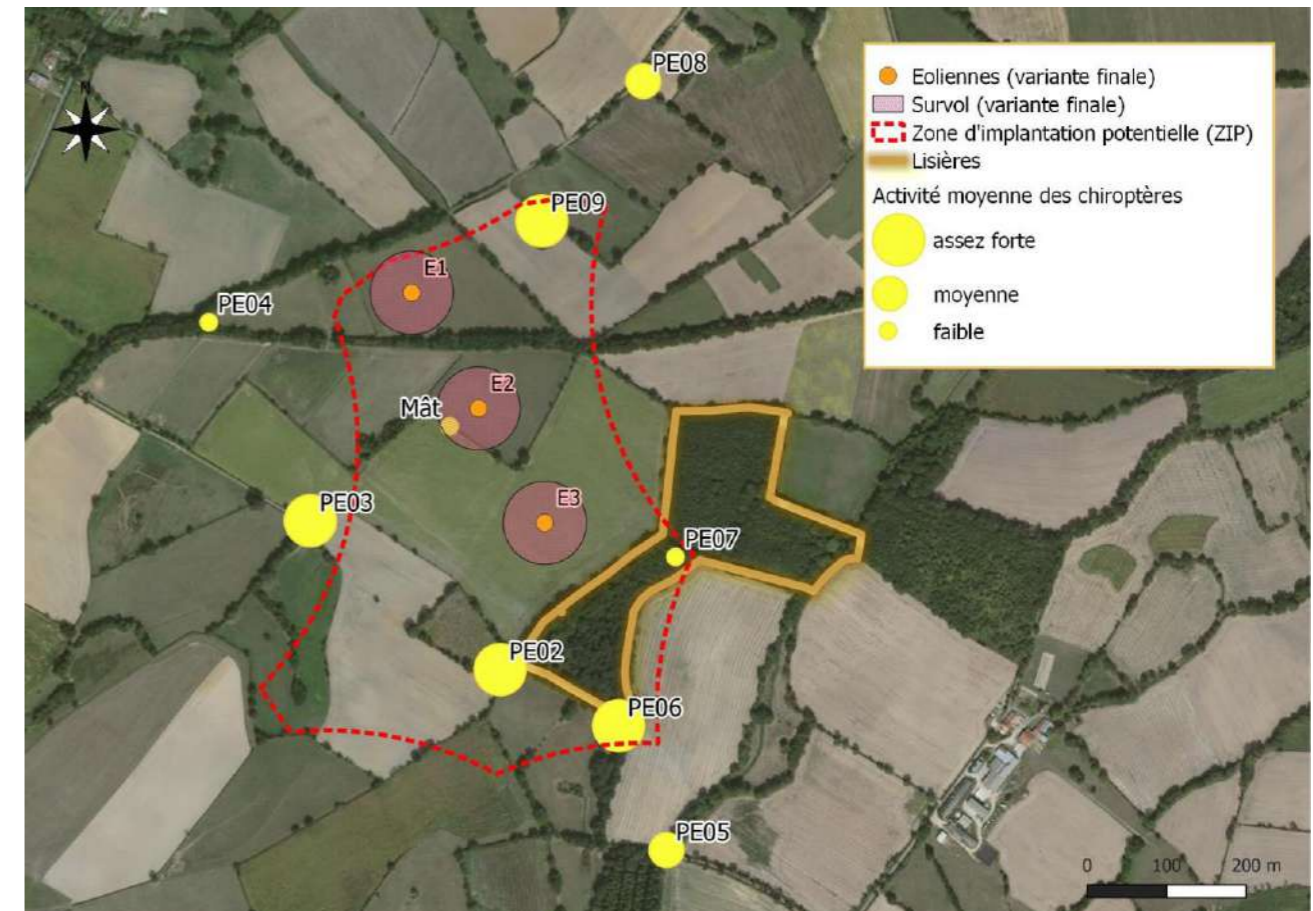 PE08
Eoliennes (variante finale)
Survol (variante finale)
Zone d'implantation potentielle (ZIP)
Lisières
Activité moyenne des chiroptères
assez forte
moyenne
faible
N
PE09
E1
PE04
E2
Mât
E3
PE03
PE07
PE02
PE06
PE05
0 100 200 m